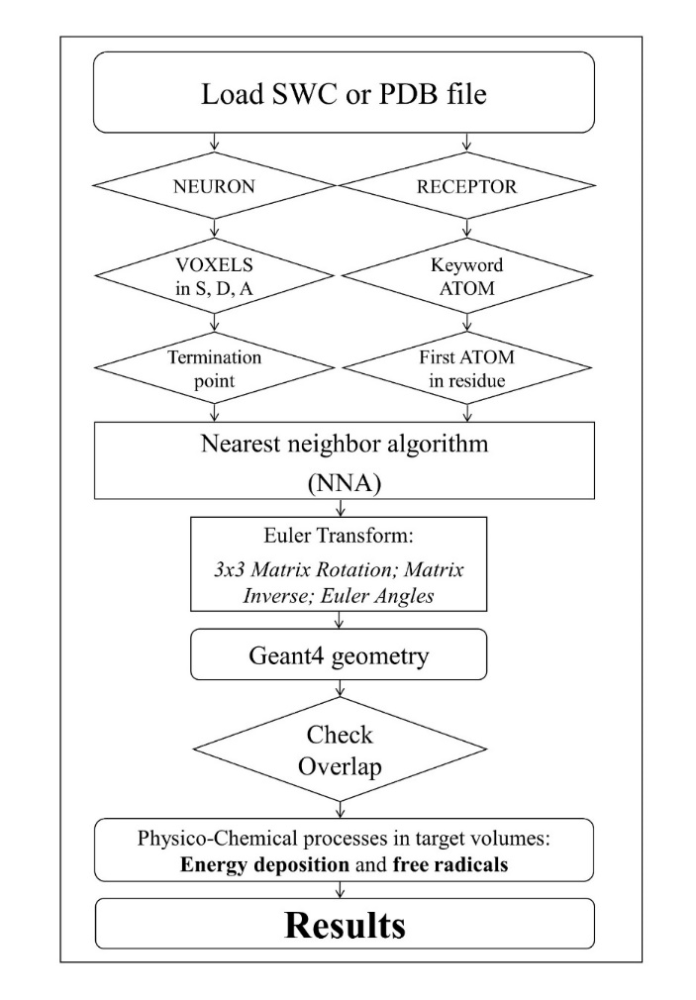 Load SWC or PDB file
NEURON
RECEPTOR
VOXELS
in S, D, A
Keyword
ATOM
Termination
point
First ATOM
in residue
Nearest neighbor algorithm
(NNA)
Euler Transform:
3x3 Matrix Rotation; Matrix
Inverse; Euler Angles
Geant4 geometry
Check
Overlap
Physico-Chemical processes in target volumes:
Energy deposition and free radicals
Results